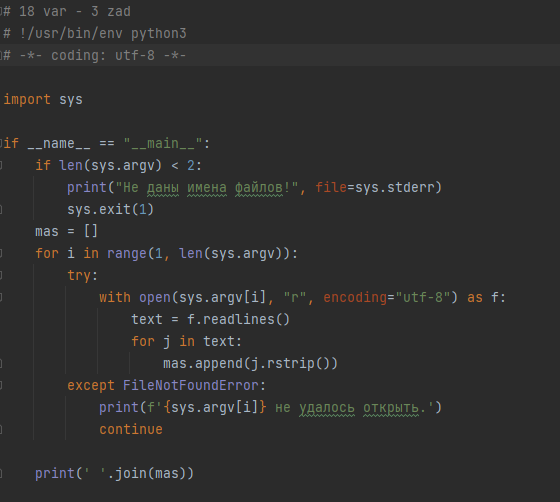 # 18 var - 3 zad
# !/usr/bin/env python3
# -*- coding: utf-8 -*-

import sys

if __name__ == "__main__":
    if len(sys.argv) < 2:
        print("Не даны имена файлов!", file=sys.stderr)
        sys.exit(1)
    mas = []
    for i in range(1, len(sys.argv)):
        try:
            with open(sys.argv[i], "r", encoding="utf-8") as f:
                text = f.readlines()
                for j in text:
                    mas.append(j.rstrip())
        except FileNotFoundError:
            print(f'{sys.argv[i]} не удалось открыть.')
            continue

    print(' '.join(mas))